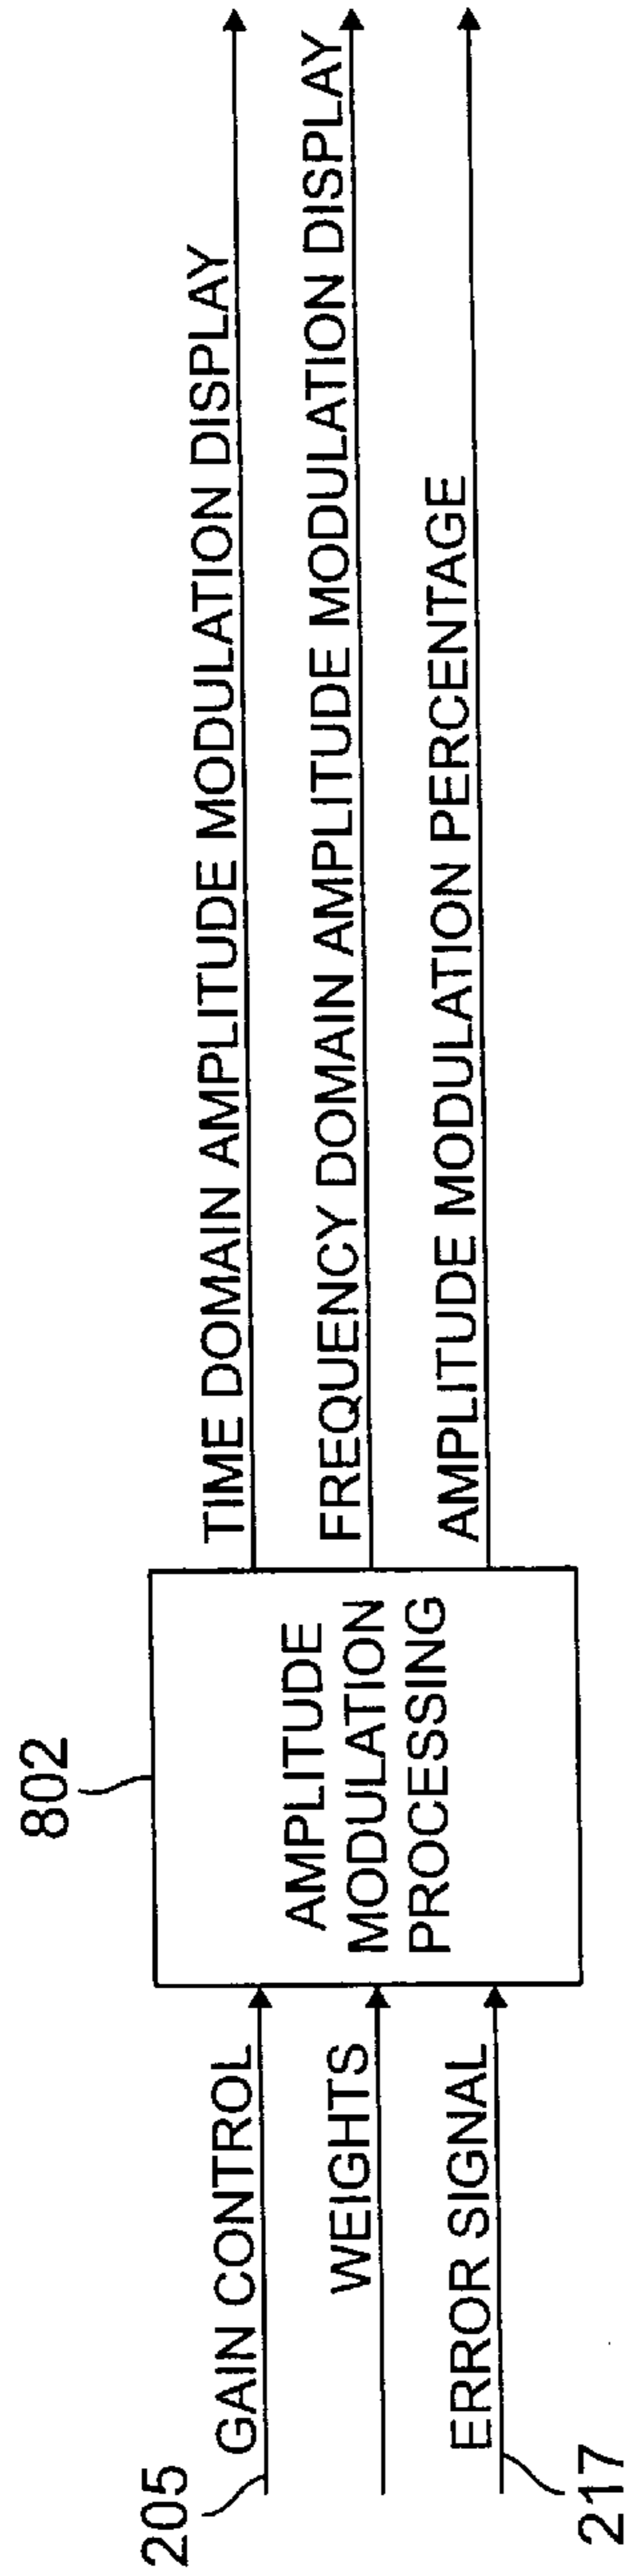 205
GAIN CONTROL
WEIGHTS
ERROR SIGNAL
217
802
AMPLITUDE
MODULATION
PROCESSING
TIME DOMAIN AMPLITUDE MODULATION DISPLAY
FREQUENCY DOMAIN AMPLITUDE MODULATION DISPLAY
AMPLITUDE MODULATION PERCENTAGE